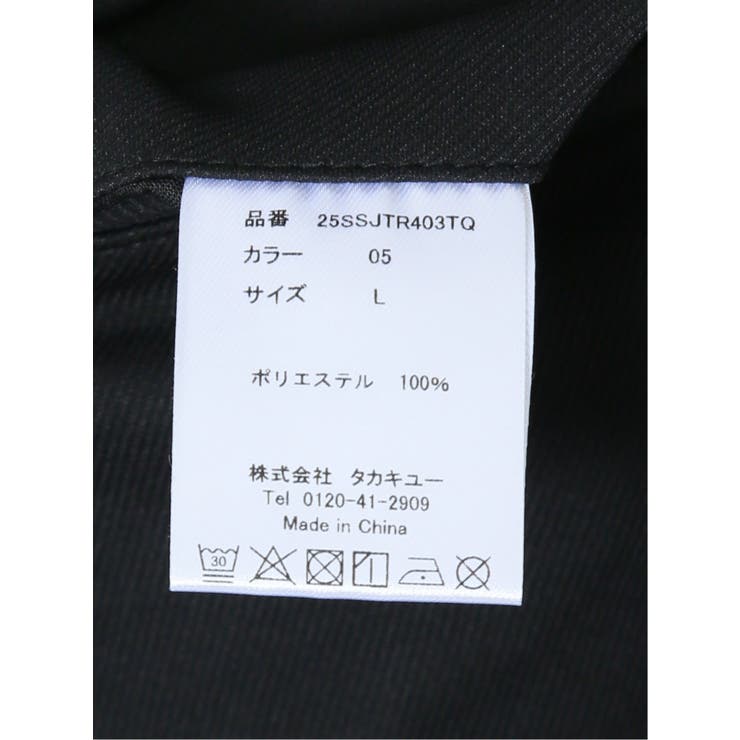 品番 25SSJTR403TQ
カラー 05
サイズ L
ポリエステル 100%
株式会社 タカキュー
Tel 0120-41-2909
Made in China
30